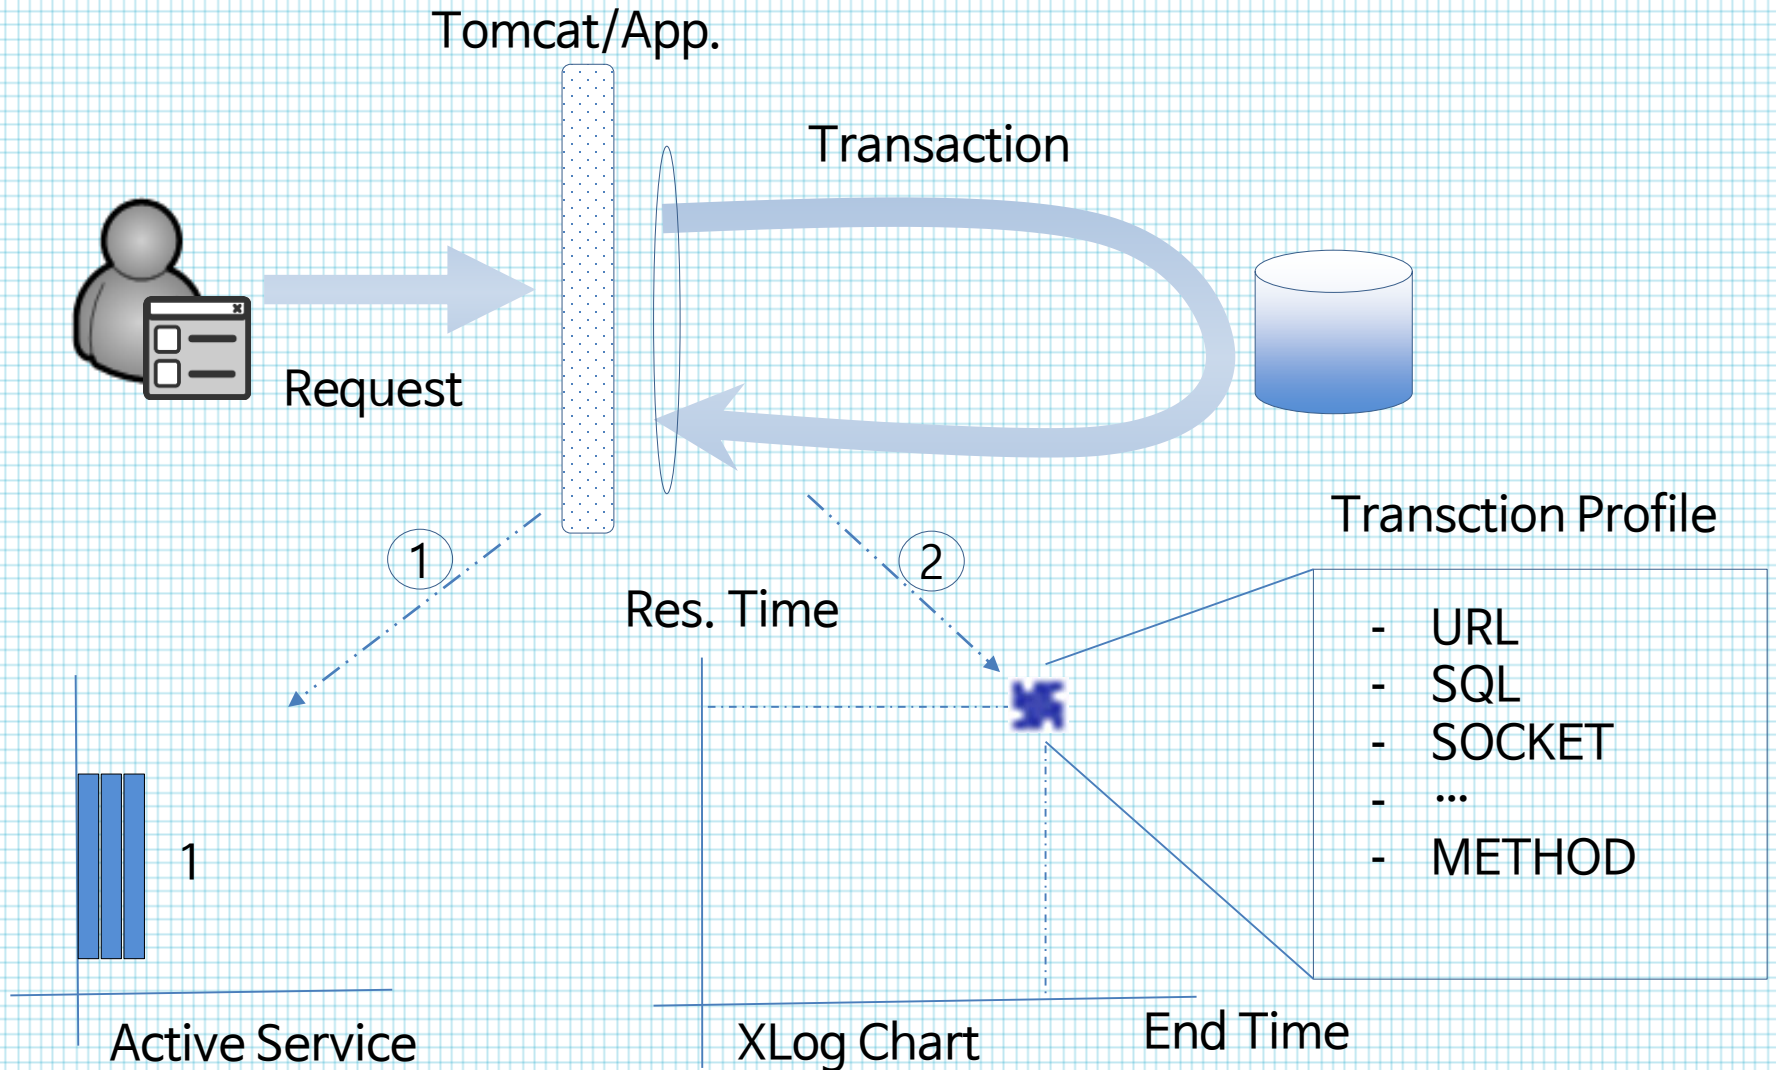 Tomcat/App.
Transaction
Request
Transction Profile
1
2
Res. Time
- URL
- SQL
- SOCKET
- ...
- METHOD
1
Active Service
XLog Chart
End Time